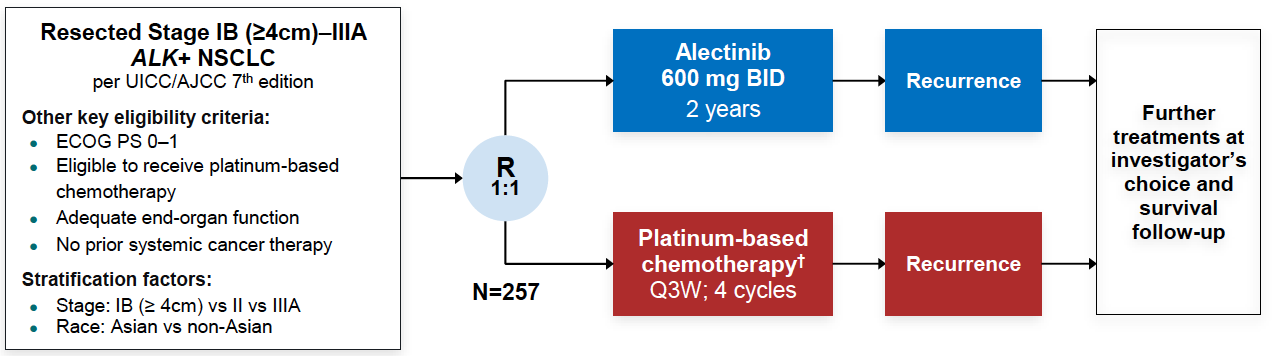 Resected Stage IB (≥4cm)–IIIA
ALK+ NSCLC
per UICC/AJCC 7th edition
Other key eligibility criteria:
• ECOG PS 0–1
• Eligible to receive platinum-based
chemotherapy
• Adequate end-organ function
• No prior systemic cancer therapy
Stratification factors:
• Stage: IB (≥ 4cm) vs II vs IIIA
• Race: Asian vs non-Asian
R
1:1
N=257
Alectinib
600 mg BID
2 years
Recurrence
Platinum-based
chemotherapy†
Q3W; 4 cycles
Recurrence
Further
treatments at
investigator’s
choice and
survival
follow-up